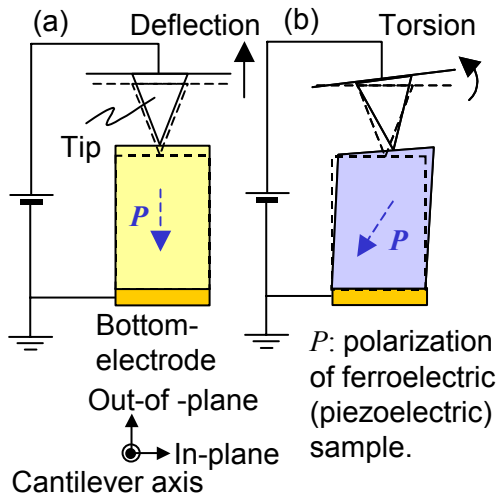 (a)
Deflection
Tip
P
Bottom-
electrode
(b)
Torsion
P
P: polarization
of ferroelectric
(piezoelectric)
sample.
Out-of -plane
In-plane
Cantilever axis